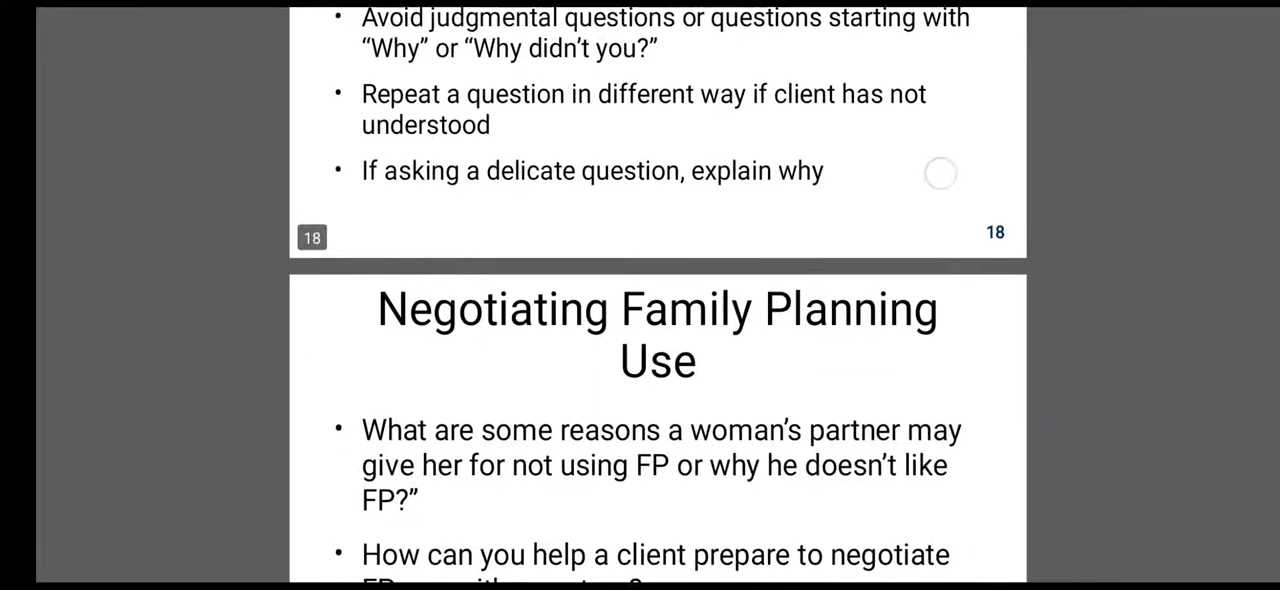 • Avoid judgmental questions or questions starting with
“Why” or “Why didn’t you?”
• Repeat a question in different way if client has not
understood
• If asking a delicate question, explain why
18
18
Negotiating Family Planning
Use
• What are some reasons a woman’s partner may
give her for not using FP or why he doesn’t like
FP?”
• How can you help a client prepare to negotiate